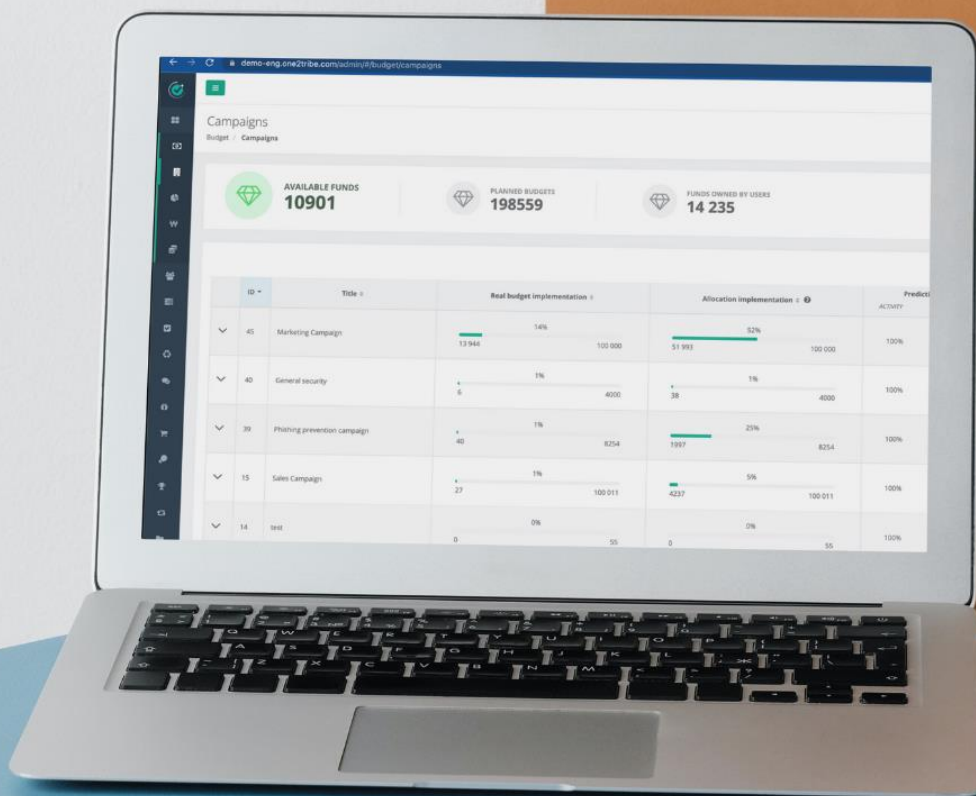 demo-eng.one2tribe.com/admin/#/budget/campaigns
Campaigns
Budget / Campaigns
AVAILABLE FUNDS
10901
PLANNED BUDGETS
198559
FUNDS OWNED BY USERS
14 235
ID Title Real budget implementation Allocation implementation
ACTIVITY
45 Marketing Campaign 14% 52% 100%
13 944 100 000 51 993 100 000
40 General security 1% 1% 100%
6 4000 38 4000
39 Phishing prevention campaign 1% 25% 100%
40 8254 1997 8254
15 Sales Campaign 1% 5% 100%
27 100 011 4237 100 011
14 test 0% 0% 100%
0 55 0 55
Q W E R T Y U I O P
A S D F G H J K L
Z X C V B N M